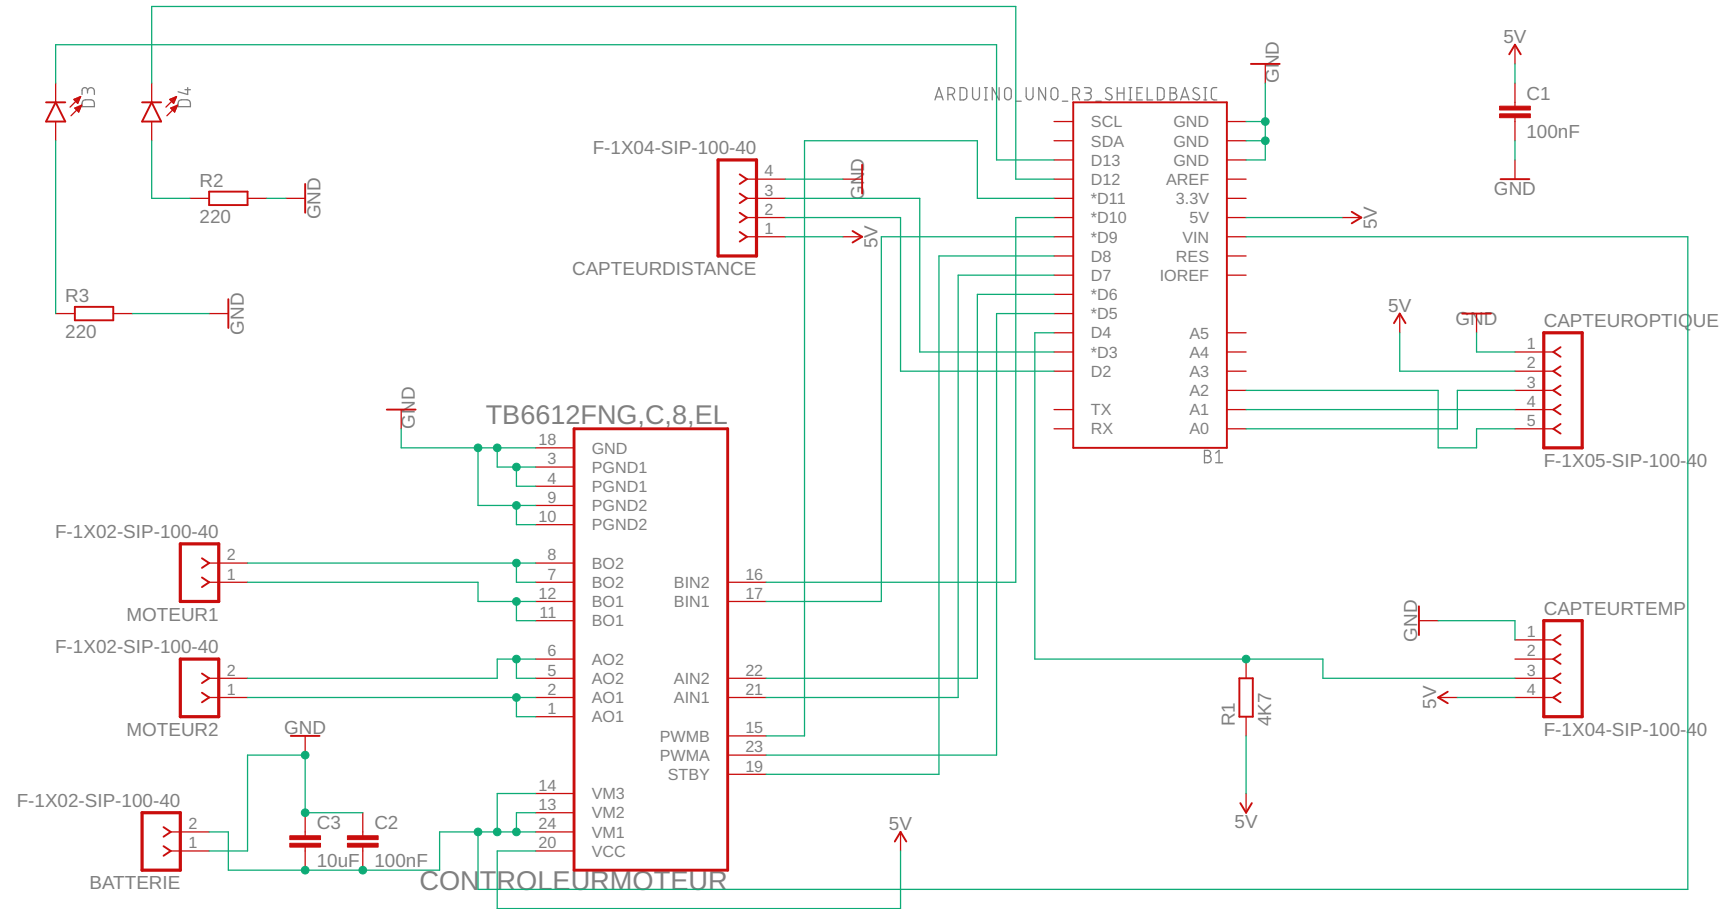 D3
D4
R2
220
GND
R3
220
GND
F-1X04-SIP-100-40
4
3
2
1
GND
5V
CAPTEURDISTANCE
ARDUINO_UNO_R3_SHIELDBASIC
GND
SCL GND
SDA GND
D13 GND
D12 AREF
*D11 3.3V
*D10 5V
*D9 VIN
D8 RES
D7 IOREF
*D6
*D5
D4 A5
*D3 A4
D2 A3
A2
TX A1
RX A0
B1
5V
5V
C1
100nF
GND
5V
GND
CAPTEUROPTIQUE
1
2
3
4
5
F-1X05-SIP-100-40
GND
TB6612FNG,C,8,EL
18 GND
3 PGND1
4 PGND1
9 PGND2
10 PGND2
8 BO2
7 BO2
12 BO1
11 BO1
6 AO2
5 AO2
2 AO1
1 AO1
14 VM3
13 VM2
24 VM1
20 VCC
BIN2 16
BIN1 17
AIN2 22
AIN1 21
PWMB 15
PWMA 23
STBY 19
CONTROLEURMOTEUR
5V
F-1X02-SIP-100-40
2
1
MOTEUR1
F-1X02-SIP-100-40
2
1
MOTEUR2
GND
F-1X02-SIP-100-40
2
1
BATTERIE
C3
10uF
C2
100nF
R1
4K7
5V
GND
CAPTEURTEMP
1
2
3
4
5V
F-1X04-SIP-100-40